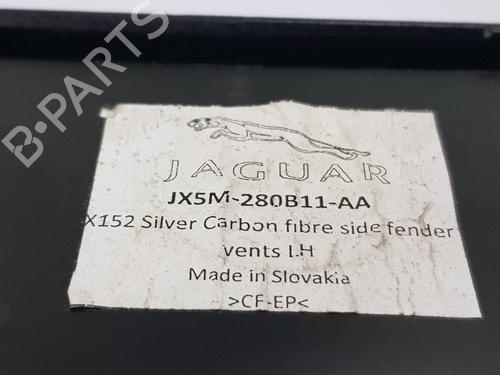 B-PARTS
JAGUAR
JX5M-280B11-AA
X152 Silver Carbon fibre side fender
vents LH
Made in Slovakia
>CF-EP<